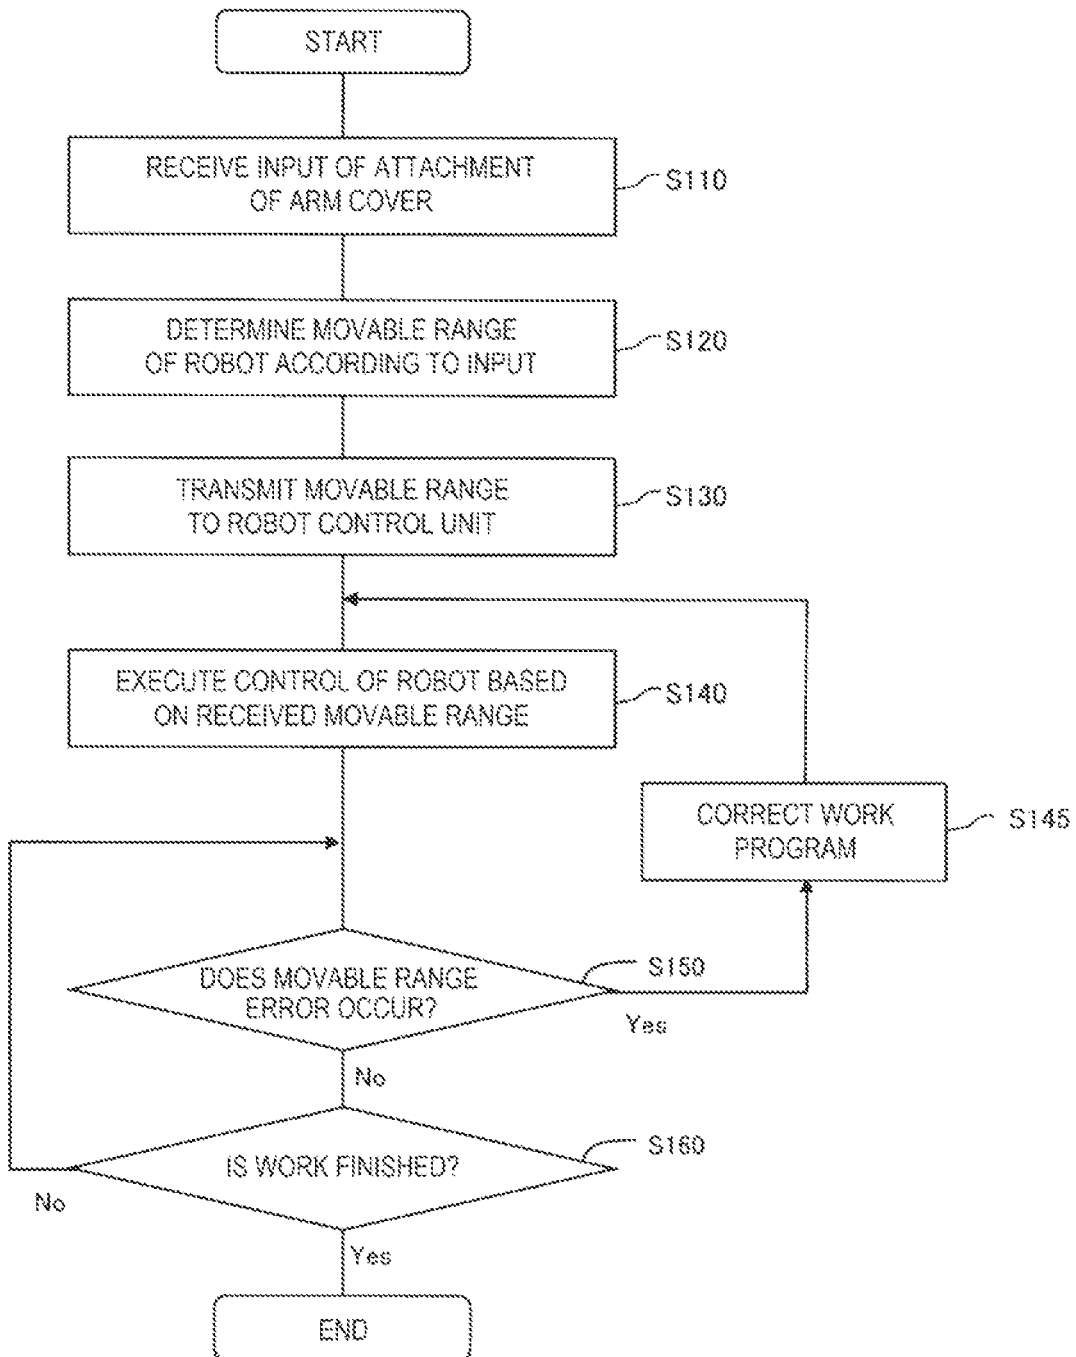 START
RECEIVE INPUT OF ATTACHMENT
OF ARM COVER
S110
DETERMINE MOVABLE RANGE
OF ROBOT ACCORDING TO INPUT
S120
TRANSMIT MOVABLE RANGE
TO ROBOT CONTROL UNIT
S130
EXECUTE CONTROL OF ROBOT BASED
ON RECEIVED MOVABLE RANGE
S140
CORRECT WORK
PROGRAM
S145
DOES MOVABLE RANGE
ERROR OCCUR?
S150
Yes
No
IS WORK FINISHED?
S160
No
Yes
END